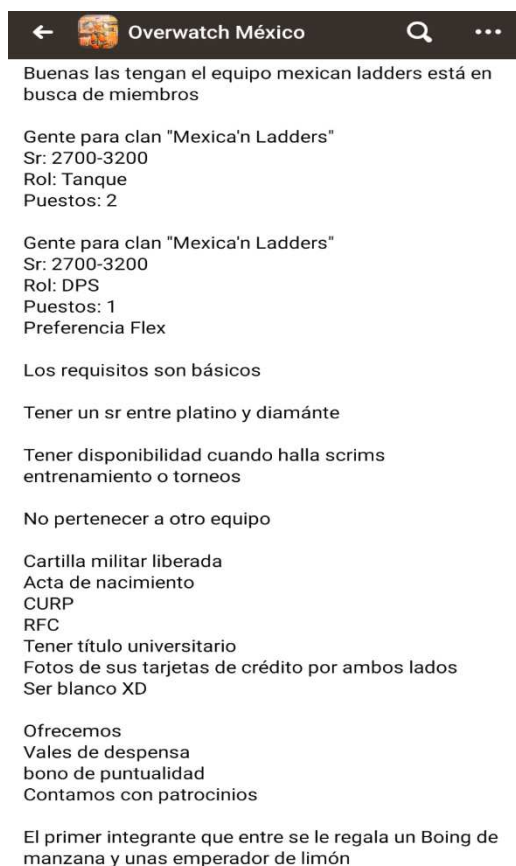 Overwatch México
Buenas las tengan el equipo mexican ladders está en
busca de miembros
Gente para clan "Mexica'n Ladders"
Sr: 2700-3200
Rol: Tanque
Puestos: 2
Gente para clan "Mexica'n Ladders"
Sr: 2700-3200
Rol: DPS
Puestos: 1
Preferencia Flex
Los requisitos son básicos
Tener un sr entre platino y diamánte
Tener disponibilidad cuando halla scrims
entrenamiento o torneos
No pertenecer a otro equipo
Cartilla militar liberada
Acta de nacimiento
CURP
RFC
Tener título universitario
Fotos de sus tarjetas de crédito por ambos lados
Ser blanco XD
Ofrecemos
Vales de despensa
bono de puntualidad
Contamos con patrocinios
El primer integrante que entre se le regala un Boing de
manzana y unas emperador de limón